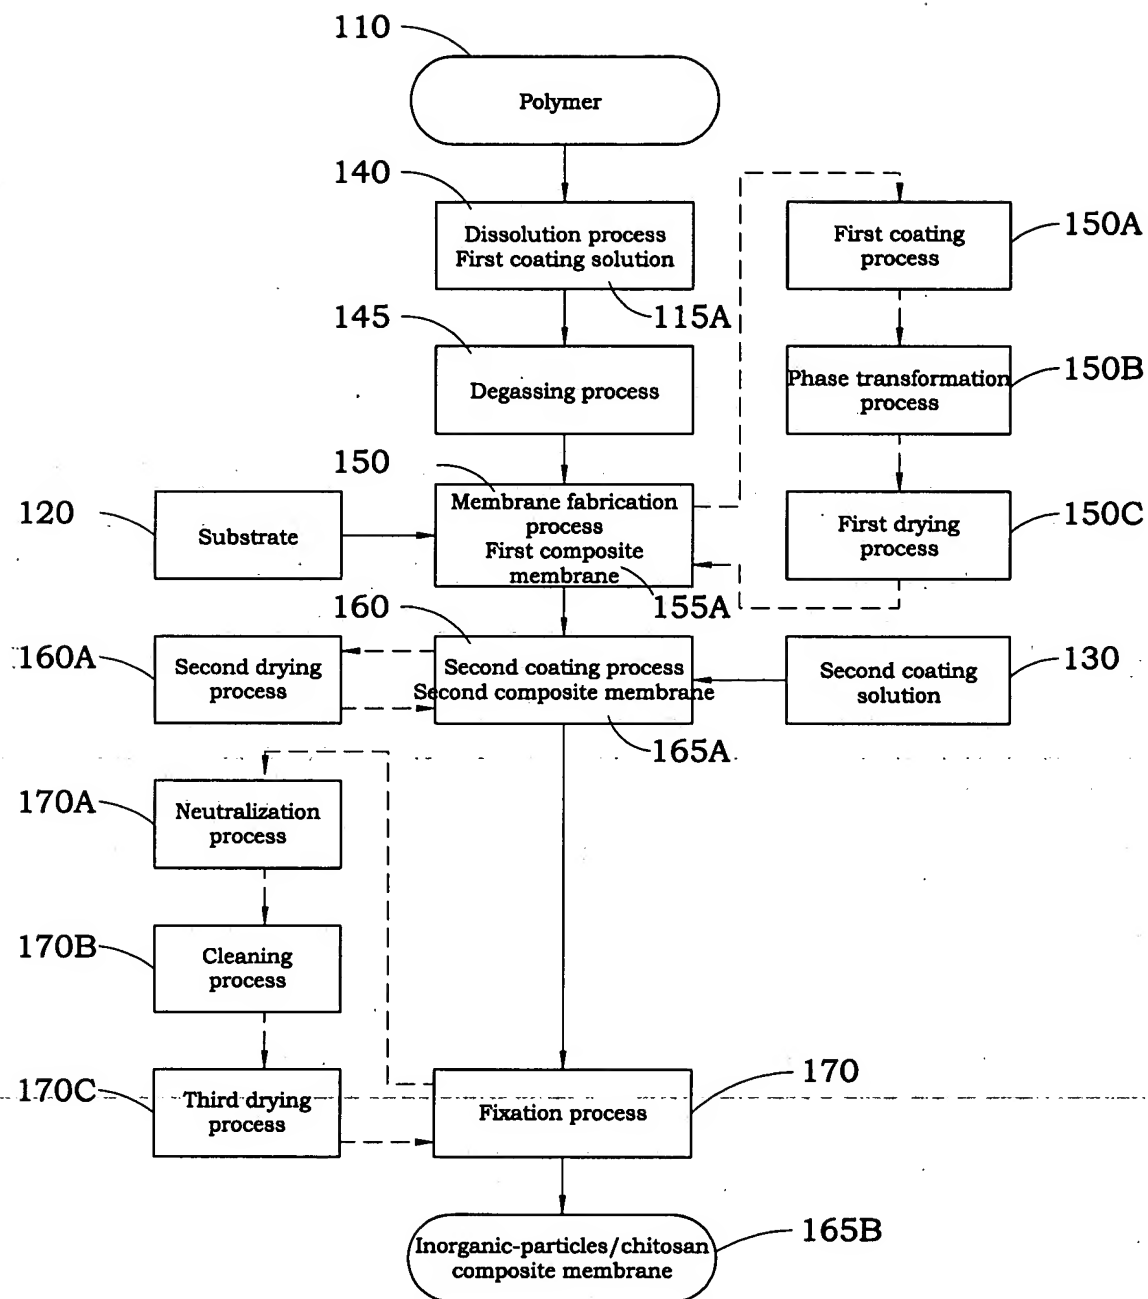 110
Polymer
140
Dissolution process
First coating solution
115A
First coating
process
150A
145
Degassing process
Phase transformation
process
150B
150
Membrane fabrication
process
First composite
membrane
155A
120
Substrate
First drying
process
150C
160
160A
Second drying
process
Second coating process
Second composite membrane
165A
Second coating
solution
130
170A
Neutralization
process
170B
Cleaning
process
170C
Third drying
process
Fixation process
170
Inorganic-particles/chitosan
composite membrane
165B